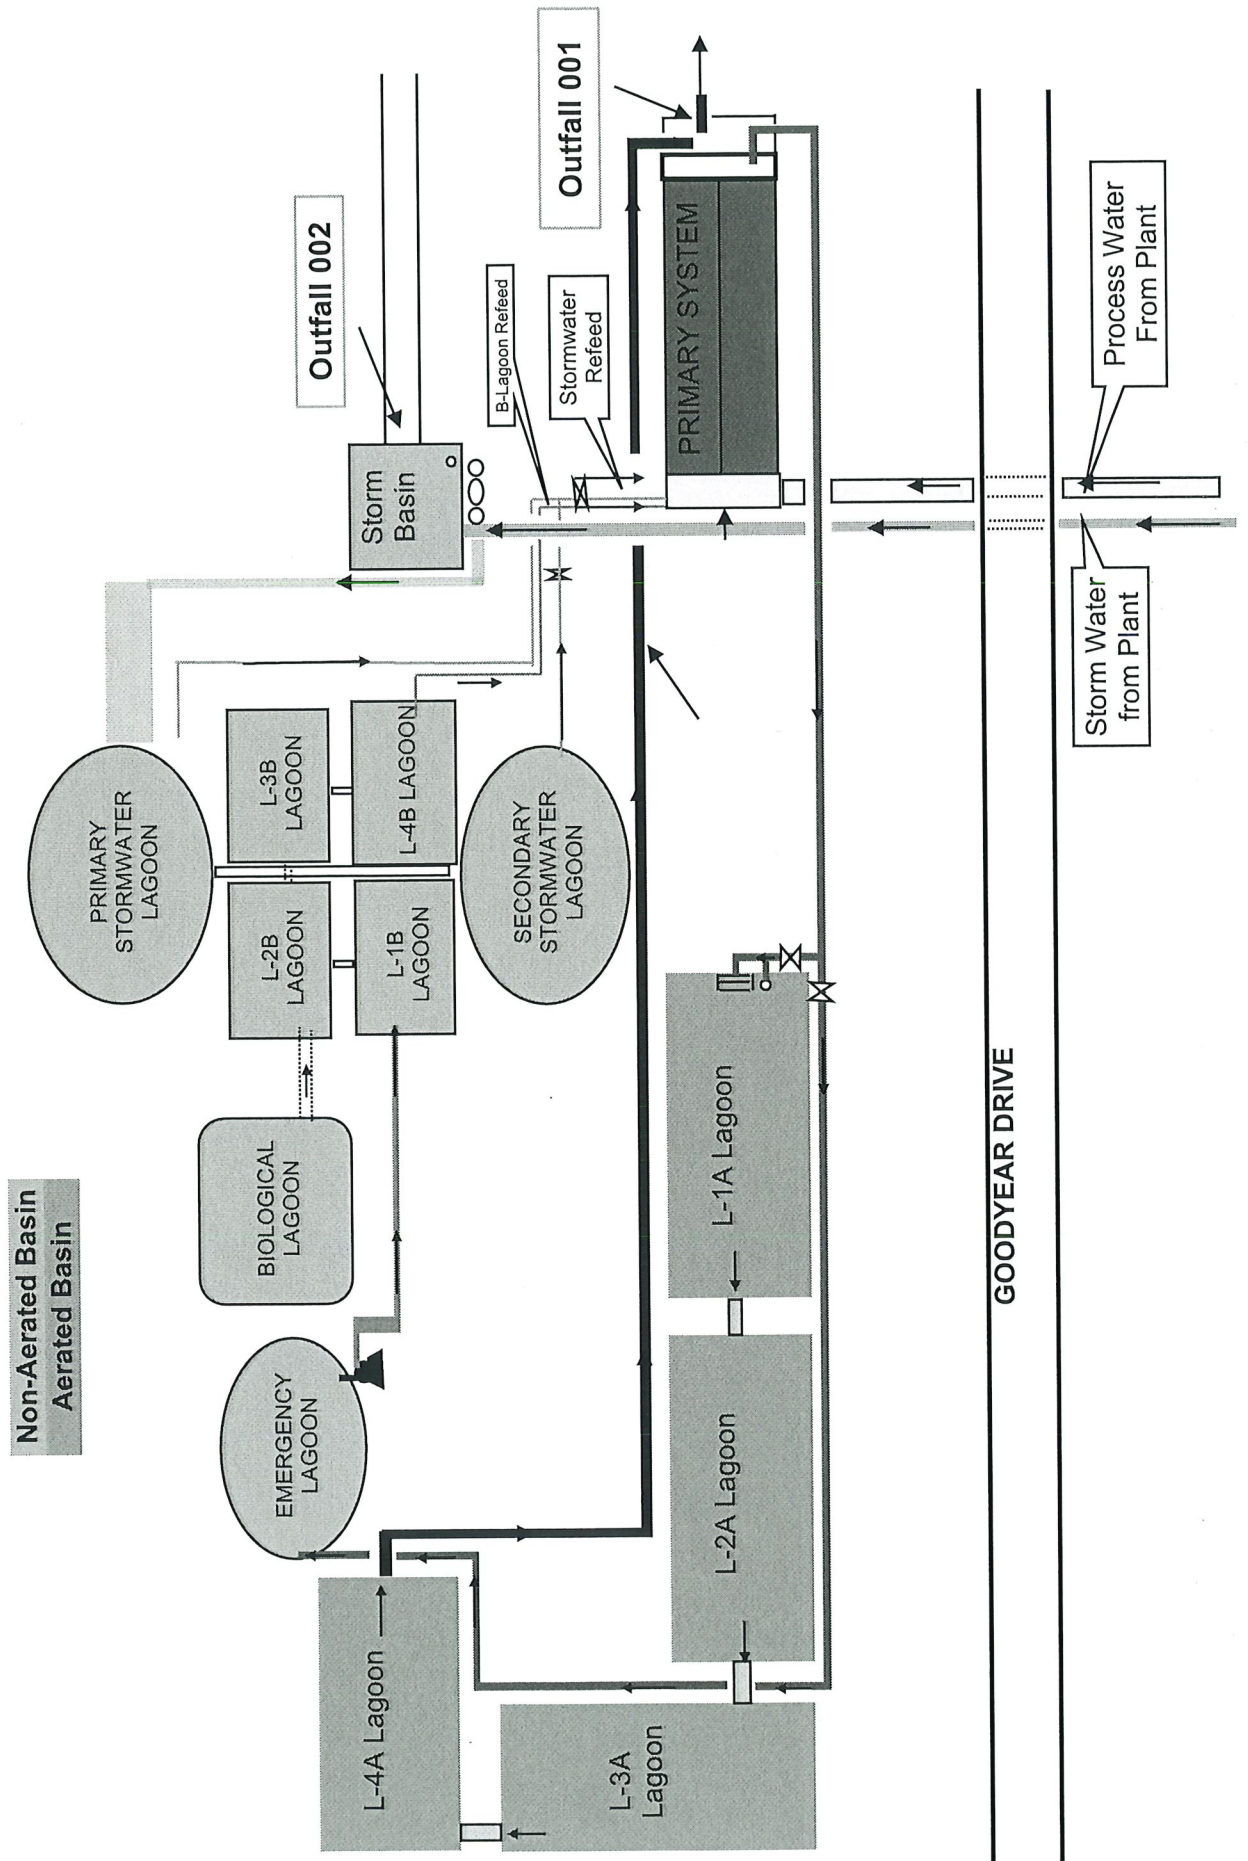 Non-Aerated Basin
Aerated Basin
PRIMARY
STORMWATER
LAGOON
L-3B
LAGOON
L-4B LAGOON
L-2B
LAGOON
L-1B
LAGOON
SECONDARY
STORMWATER
LAGOON
BIOLOGICAL
LAGOON
EMERGENCY
LAGOON
Storm
Basin
Outfall 002
B-Lagoon Refeed
Stormwater
Refeed
Outfall 001
PRIMARY SYSTEM
L-4A Lagoon
L-3A
Lagoon
L-2A Lagoon
L-1A Lagoon
GOODYEAR DRIVE
Storm Water
from Plant
Process Water
From Plant